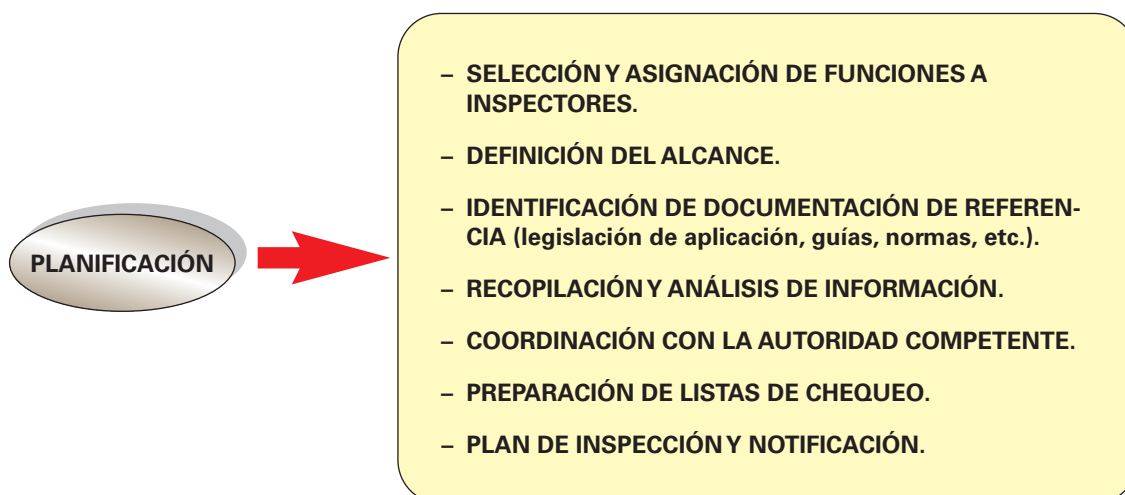 PLANIFICACIÓN
– SELECCIÓN Y ASIGNACIÓN DE FUNCIONES A
INSPECTORES.
– DEFINICIÓN DEL ALCANCE.
– IDENTIFICACIÓN DE DOCUMENTACIÓN DE REFEREN-
CIA (legislación de aplicación, guías, normas, etc.).
– RECOPILACIÓN Y ANÁLISIS DE INFORMACIÓN.
– COORDINACIÓN CON LA AUTORIDAD COMPETENTE.
– PREPARACIÓN DE LISTAS DE CHEQUEO.
– PLAN DE INSPECCIÓN Y NOTIFICACIÓN.